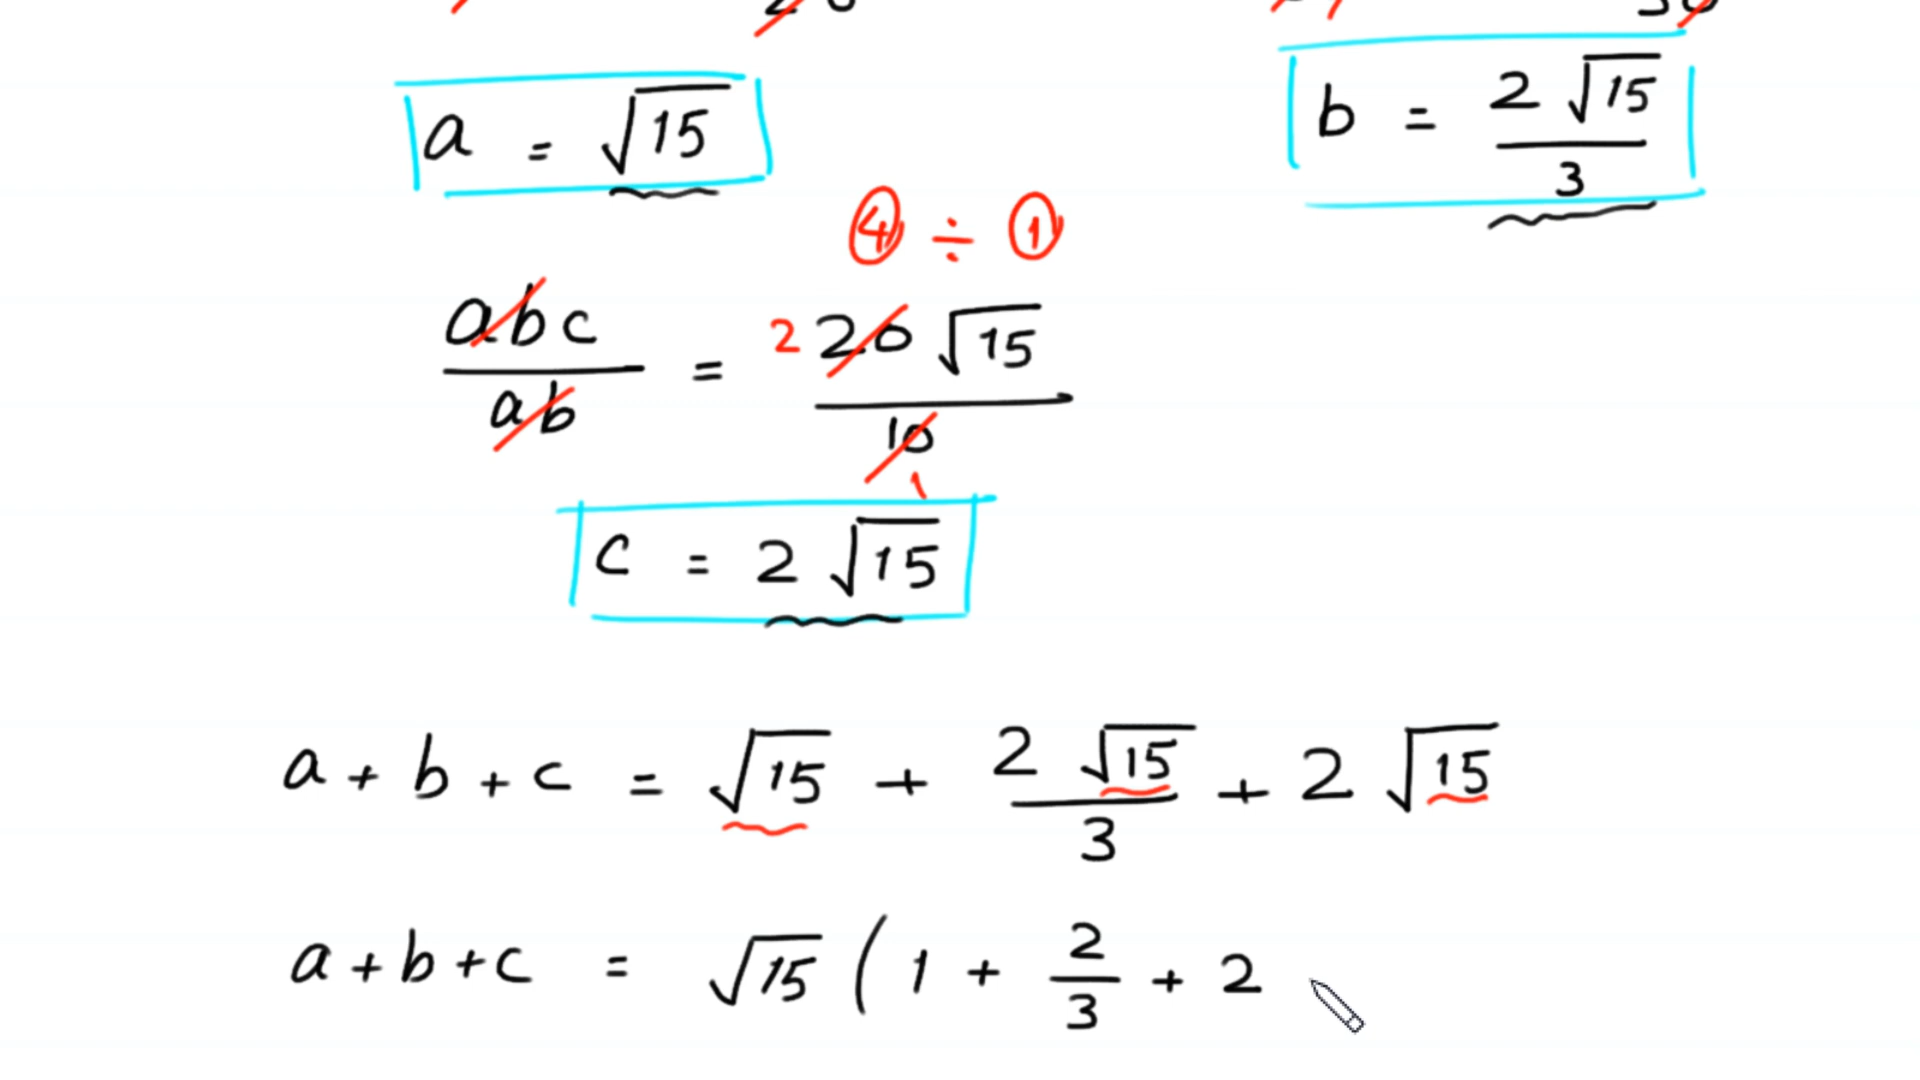 a = √15
b = 2√15 / 3
④ ÷ ①
abc / ab = 2 20√15 / 10 1
c = 2√15
a + b + c = √15 + 2√15 / 3 + 2√15
a + b + c = √15 ( 1 + 2/3 + 2